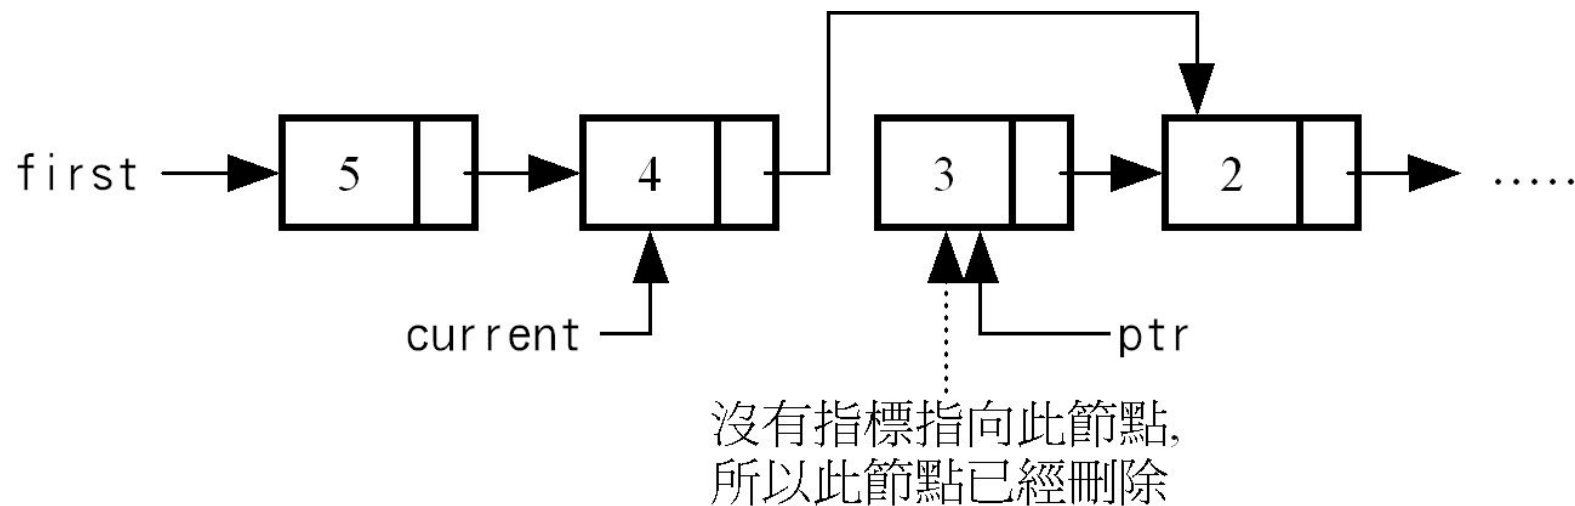 first 5 4 3 2 .....
current ptr
沒有指標指向此節點,
所以此節點已經刪除